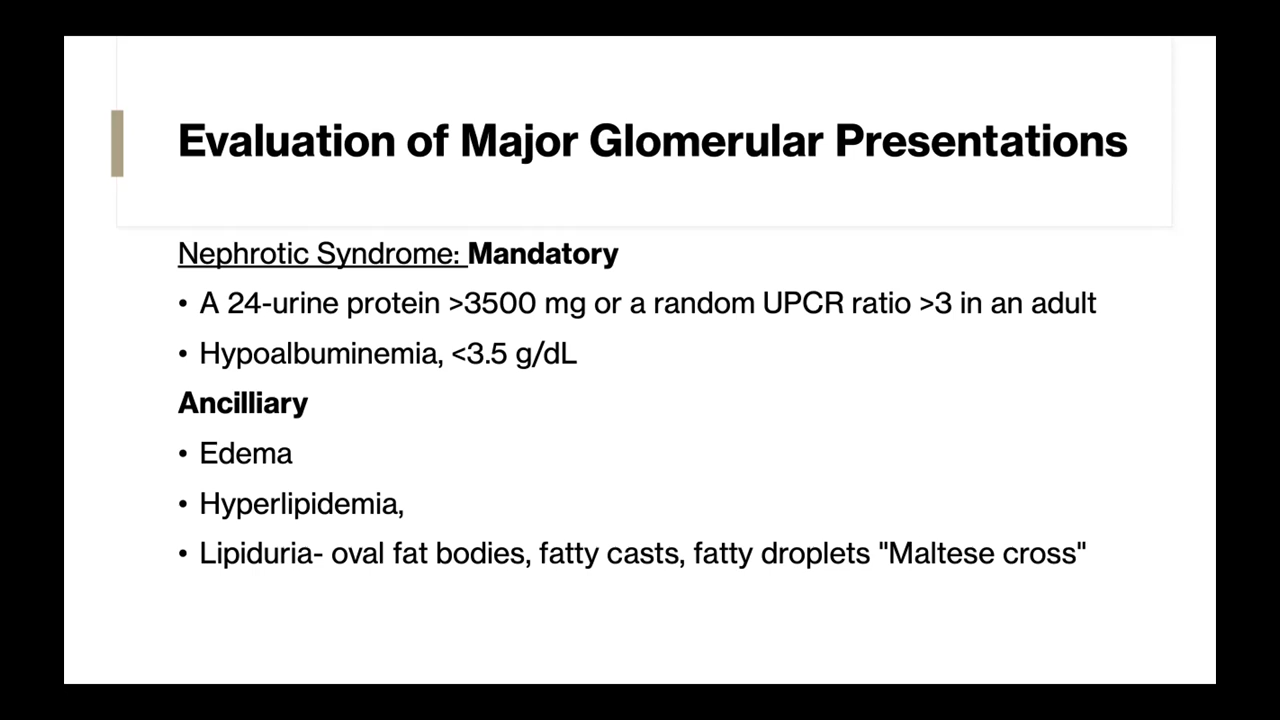 Evaluation of Major Glomerular Presentations
Nephrotic Syndrome: Mandatory
• A 24-urine protein >3500 mg or a random UPCR ratio >3 in an adult
• Hypoalbuminemia, <3.5 g/dL
Ancilliary
• Edema
• Hyperlipidemia,
• Lipiduria- oval fat bodies, fatty casts, fatty droplets "Maltese cross"